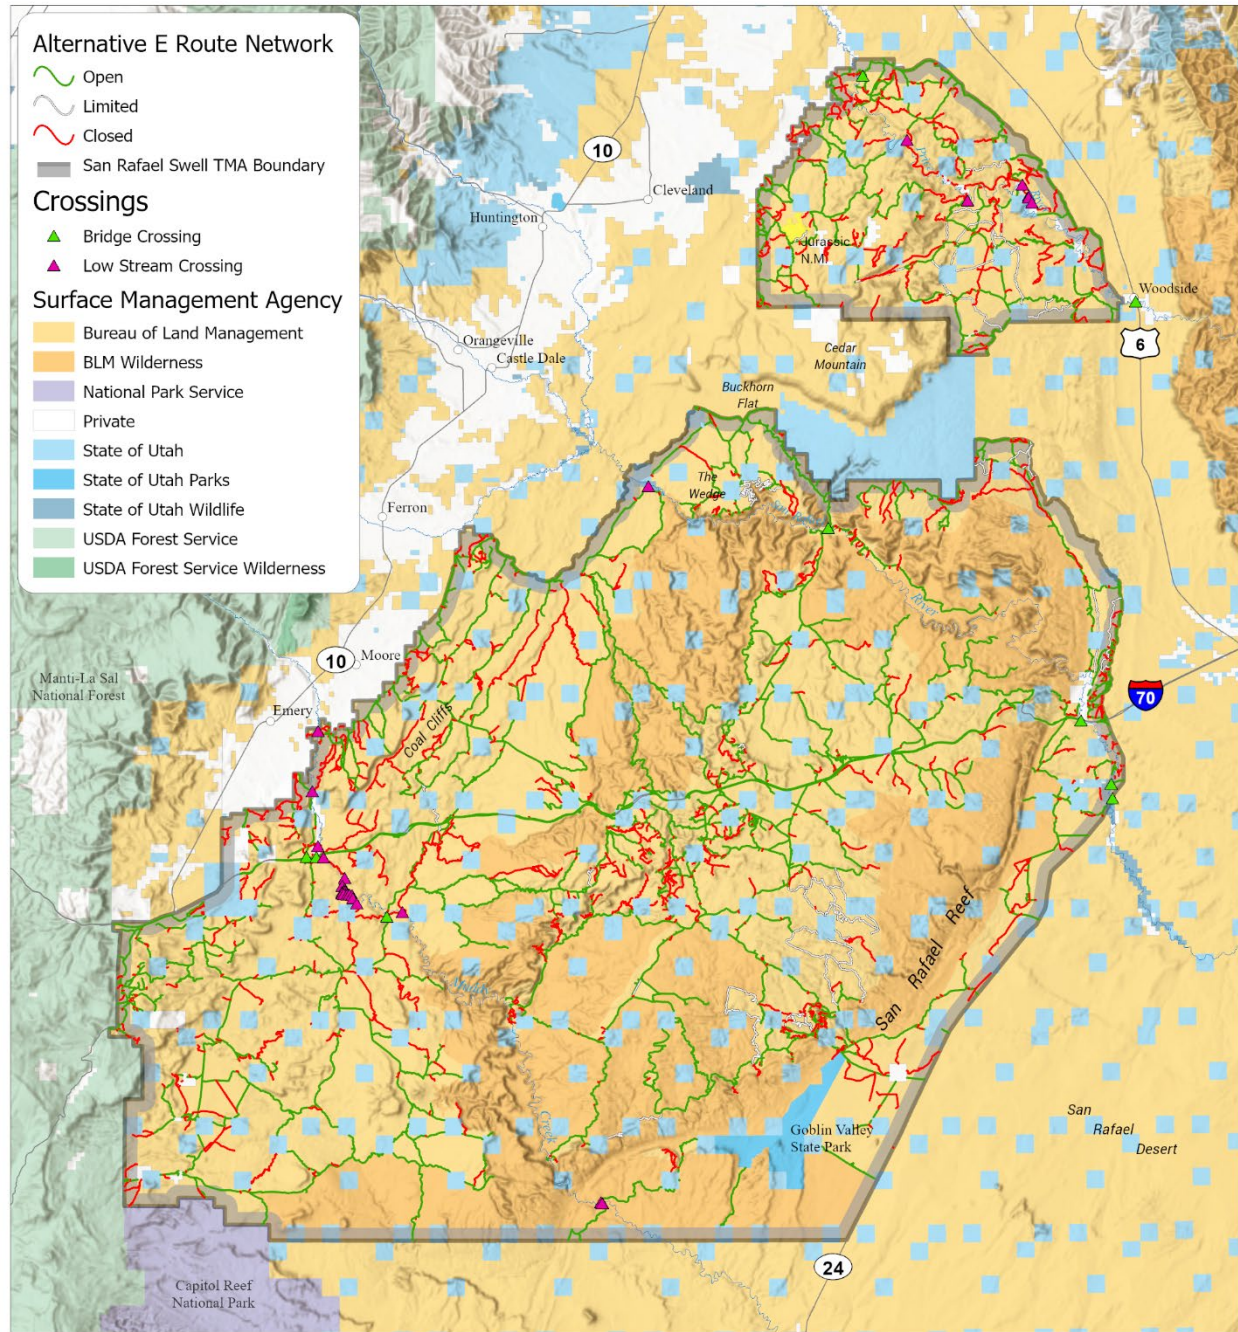 Alternative E Route Network
Open
Limited
Closed
San Rafael Swell TMA Boundary
Crossings
Bridge Crossing
Low Stream Crossing
Surface Management Agency
Bureau of Land Management
BLM Wilderness
National Park Service
Private
State of Utah
State of Utah Parks
State of Utah Wildlife
USDA Forest Service
USDA Forest Service Wilderness
10
Cleveland
Huntington
Jurassic
N.M.
Woodside
6
Orangeville
Castle Dale
Cedar
Mountain
Buckhorn
Flat
The
Wedge
Ferron
River
10
Moore
Manti-La Sal
National Forest
Emery
Coal Cliffs
70
San Rafael Reef
Creek
Goblin Valley
State Park
San
Rafael
Desert
24
Capitol Reef
National Park